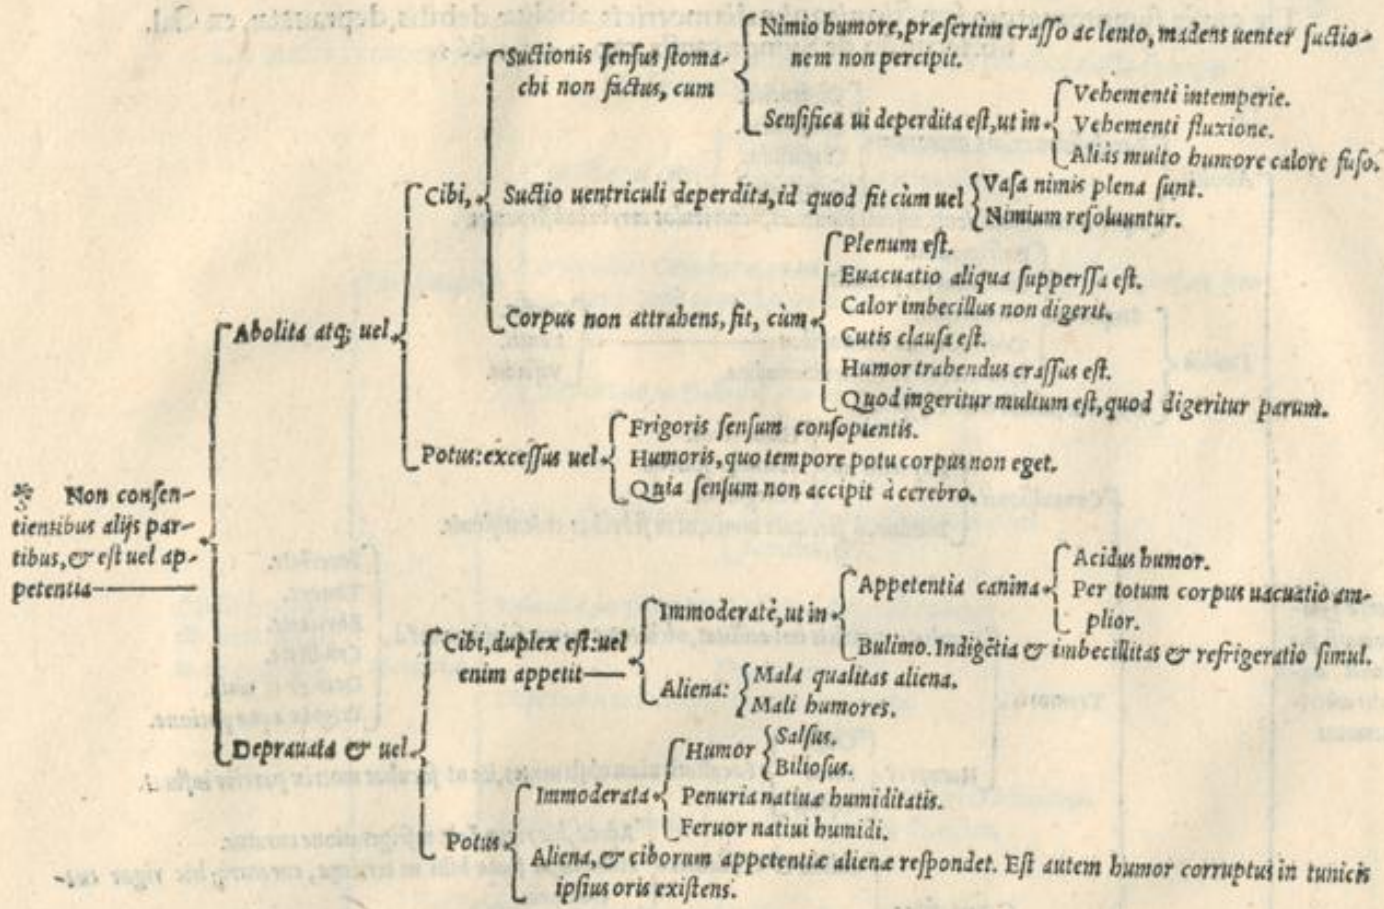 Nimio humore, præsertim crasso ac lento, madens uenter suctio-
nem non percipit.
Suctionis sensus stoma-
chi non factus, cum
Sensifica ui deperdita est, ut in
Vehementi intemperie.
Vehementi fluxione.
Aliàs multo humore calore fuso.
Cibi,
Suctio uentriculi deperdita, id quod fit cùm uel
Vasa nimis plena sunt.
Nimium resoluuntur.
Plenum est.
Euacuatio aliqua supperssa est.
Calor imbecillus non digerit.
Abolita atq; uel
Corpus non attrahens, fit, cùm
Cutis clausa est.
Humor trahendus crassus est.
Quod ingeritur multum est, quod digeritur parum.
Potus: excessus uel
Frigoris sensum consopientis.
Humoris, quo tempore potu corpus non eget.
Quia sensum non accipit à cerebro.
Non consen-
tientibus alijs par-
tibus, & est uel ap-
petentia
Appetentia canina
Acidus humor.
Per totum corpus uacuatio am-
plior.
Immoderatè, ut in
Bulimo. Indigẽtia & imbecillitas & refrigeratio simul.
Cibi, duplex est: uel
enim appetit
Aliena:
Mala qualitas aliena.
Mali humores.
Deprauata & uel
Humor
Salsus.
Biliosus.
Immoderata
Penuria natiuæ humiditatis.
Feruor natiui humidi.
Potus
Aliena, & ciborum appetentiæ alienæ respondet. Est autem humor corruptus in tunicis
ipsius oris existens.